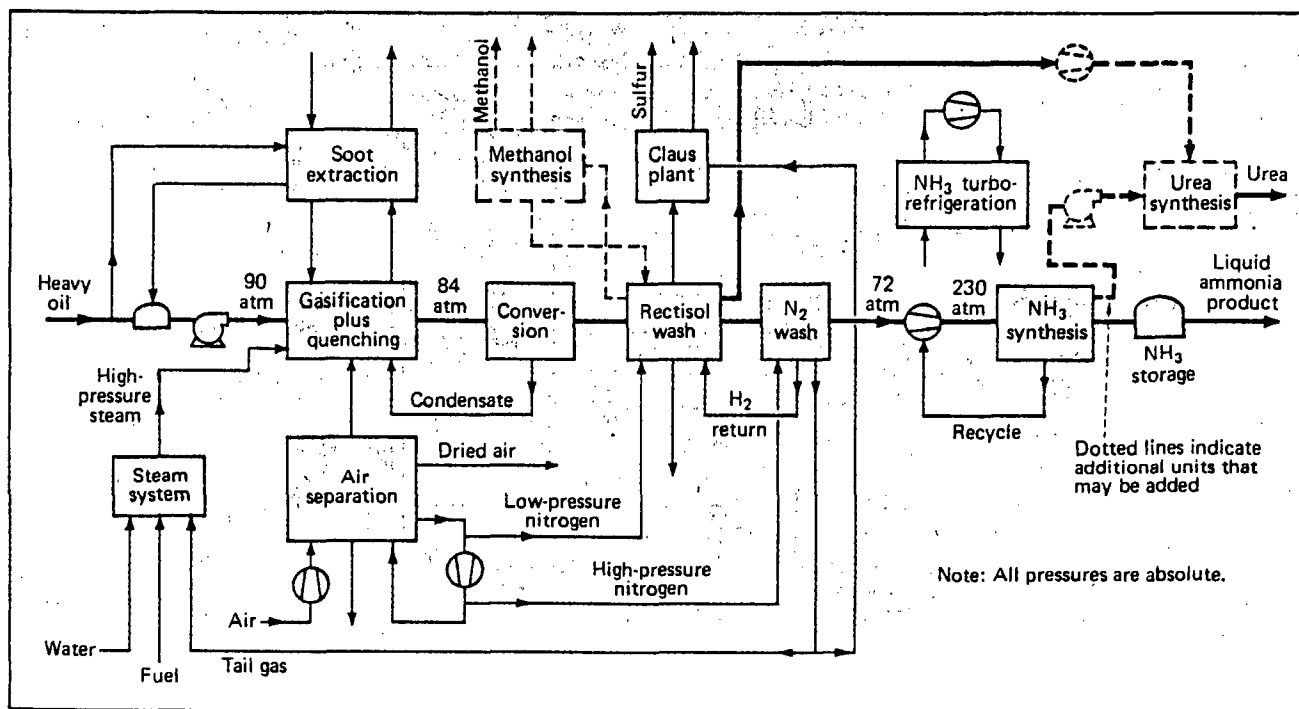 Methanol
Sulfur
Soot
extraction
Methanol
synthesis
Claus
plant
NH3 turbo-
refrigeration
Urea
synthesis
Urea
Heavy
oil
90
atm
Gasification
plus
quenching
84
atm
Conver-
sion
Rectisol
wash
N2
wash
72
atm
230
atm
NH3
synthesis
Liquid
ammonia
product
NH3
storage
High-
pressure
steam
Condensate
H2
return
Recycle
Dotted lines indicate
additional units that
may be added
Steam
system
Air
separation
Dried air
Low-pressure
nitrogen
High-pressure
nitrogen
Note: All pressures are absolute.
Air
Water
Fuel
Tail gas